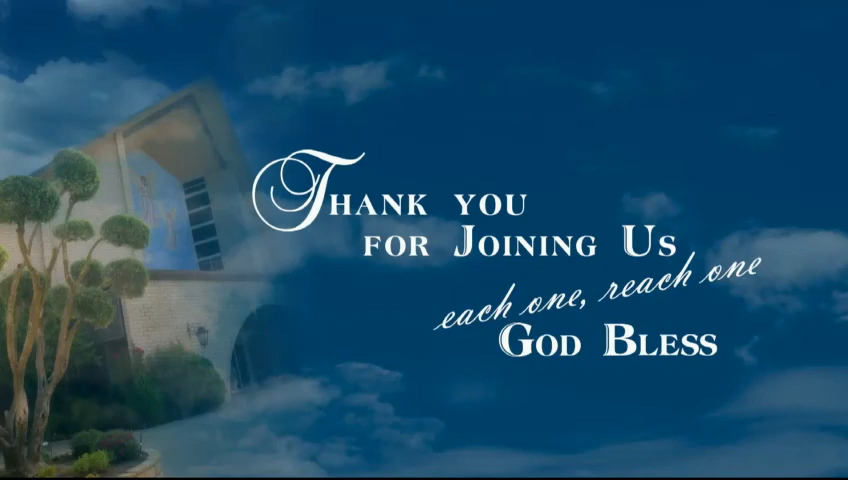 Thank you
for Joining Us
each one, reach one
God Bless